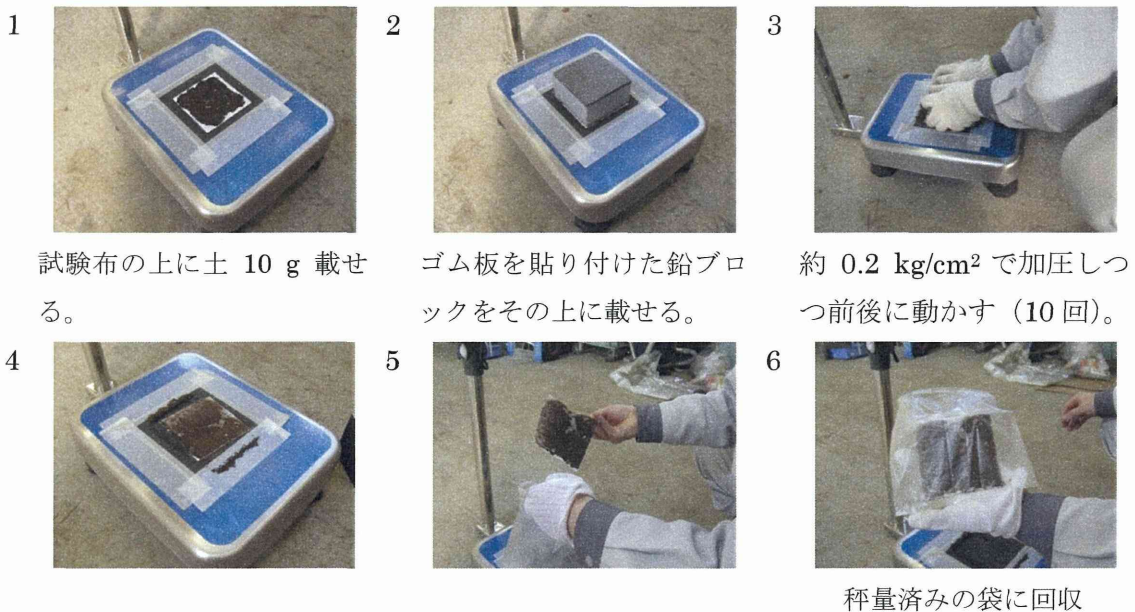 1
2
3
試験布の上に土 10 g 載せ
る。
ゴム板を貼り付けた鉛ブロ
ックをその上に載せる。
約 0.2 kg/cm² で加圧しつ
つ前後に動かす（10 回）。
4
5
6
秤量済みの袋に回収